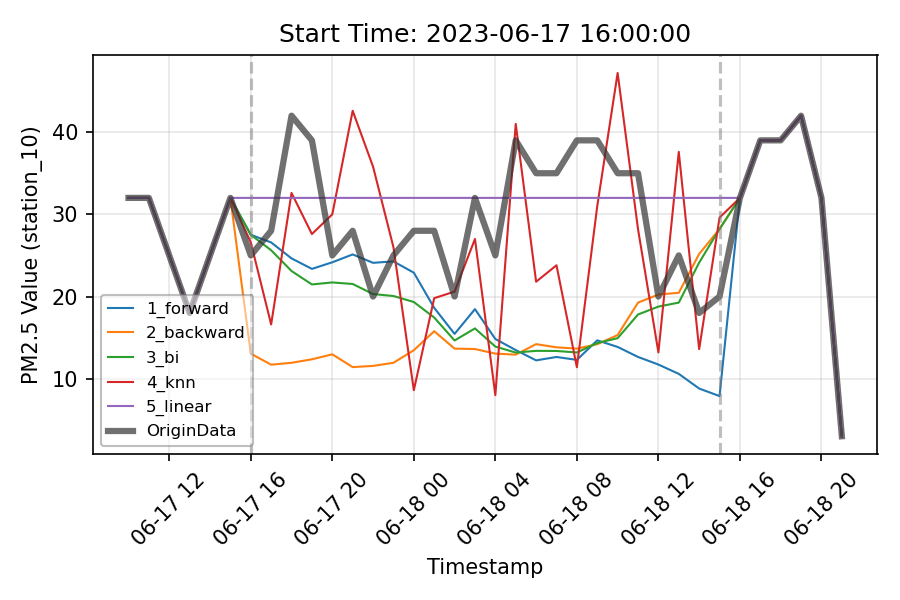 Start Time: 2023-06-17 16:00:00
PM2.5 Value (station_10)
40
30
20
10
1_forward
2_backward
3_bi
4_knn
5_linear
OriginData
06-17 12
06-17 16
06-17 20
06-18 00
06-18 04
06-18 08
06-18 12
06-18 16
06-18 20
Timestamp